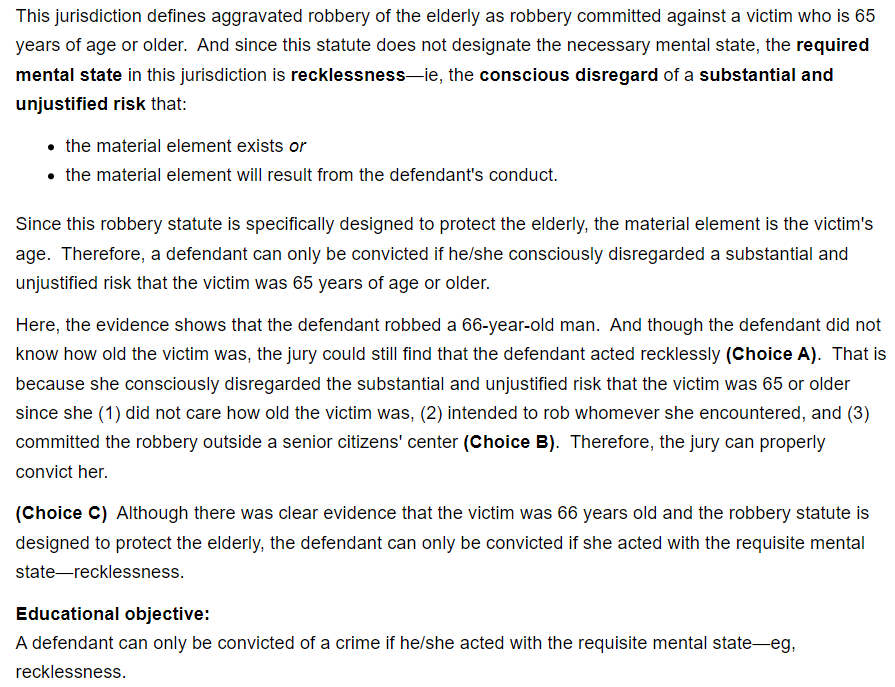 This jurisdiction defines aggravated robbery of the elderly as robbery committed against a victim who is 65
years of age or older.  And since this statute does not designate the necessary mental state, the required
mental state in this jurisdiction is recklessness—ie, the conscious disregard of a substantial and
unjustified risk that:
• the material element exists or
• the material element will result from the defendant's conduct.
Since this robbery statute is specifically designed to protect the elderly, the material element is the victim's
age.  Therefore, a defendant can only be convicted if he/she consciously disregarded a substantial and
unjustified risk that the victim was 65 years of age or older.
Here, the evidence shows that the defendant robbed a 66-year-old man.  And though the defendant did not
know how old the victim was, the jury could still find that the defendant acted recklessly (Choice A).  That is
because she consciously disregarded the substantial and unjustified risk that the victim was 65 or older
since she (1) did not care how old the victim was, (2) intended to rob whomever she encountered, and (3)
committed the robbery outside a senior citizens' center (Choice B).  Therefore, the jury can properly
convict her.
(Choice C)  Although there was clear evidence that the victim was 66 years old and the robbery statute is
designed to protect the elderly, the defendant can only be convicted if she acted with the requisite mental
state—recklessness.
Educational objective:
A defendant can only be convicted of a crime if he/she acted with the requisite mental state—eg,
recklessness.